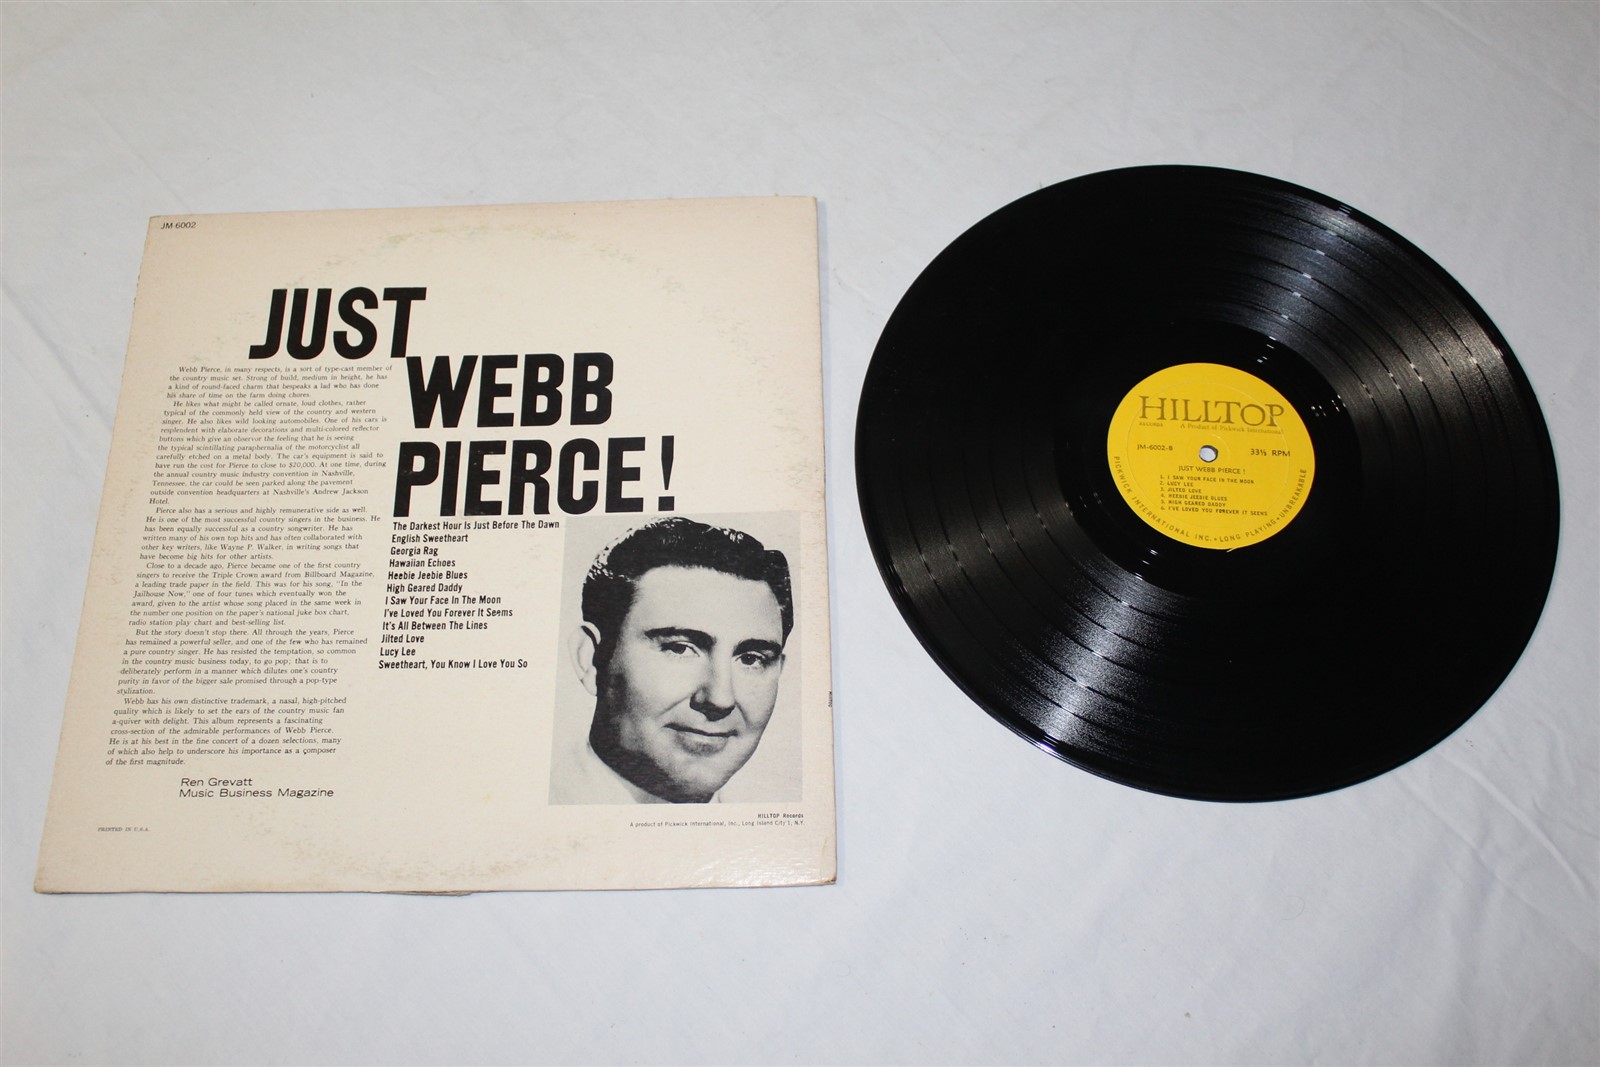 JM-6002
JUST
WEBB
PIERCE!
Webb Pierce, in many respects, is a sort of type-cast member of
the country music set. Strong of build, medium in height, he has
a kind of round-faced charm that bespeaks a lad who has done
his share of time on the farm doing chores.
He likes what might be called ornate, loud clothes, rather
typical of the commonly held view of the country and western
singer. He also likes wild looking automobiles. One of his cars is
resplendent with elaborate decorations and multi-colored reflector
buttons which give an observor the feeling that he is seeing
the typical scintillating paraphernalia of the motorcyclist all
carefully etched on a metal body. The car's equipment is said to
have run the cost for Pierce to close to $20,000. At one time, during
the annual country music industry convention in Nashville,
Tennessee, the car could be seen parked along the pavement
outside convention headquarters at Nashville's Andrew Jackson
Hotel.
Pierce also has a serious and highly remunerative side as well.
He is one of the most successful country singers in the business. He
has been equally successful as a country songwriter. He has
written many of his own top hits and has often collaborated with
other key writers, like Wayne P. Walker, in writing songs that
have become big hits for other artists.
Close to a decade ago, Pierce became one of the first country
singers to receive the Triple Crown award from Billboard Magazine,
a leading trade paper in the field. This was for his song, "In the
Jailhouse Now," one of four tunes which eventually won the
award, given to the artist whose song placed in the same week in
the number one position on the paper's national juke box chart,
radio station play chart and best-selling list.
But the story doesn't stop there. All through the years, Pierce
has remained a powerful seller, and one of the few who has remained
a pure country singer. He has resisted the temptation, so common
in the country music business today, to go pop; that is to
deliberately perform in a manner which dilutes one's country
purity in favor of the bigger sale promised through a pop-type
stylization.
Webb has his own distinctive trademark, a nasal, high-pitched
quality which is likely to set the ears of the country music fan
a-quiver with delight. This album represents a fascinating
cross-section of the admirable performances of Webb Pierce.
He is at his best in the fine concert of a dozen selections, many
of which also help to underscore his importance as a composer
of the first magnitude.
Ren Grevatt
Music Business Magazine
PRINTED IN U.S.A.
The Darkest Hour Is Just Before The Dawn
English Sweetheart
Georgia Rag
Hawaiian Echoes
Heebie Jeebie Blues
High Geared Daddy
I Saw Your Face In The Moon
I've Loved You Forever It Seems
It's All Between The Lines
Jilted Love
Lucy Lee
Sweetheart, You Know I Love You So
HILLTOP Records
A product of Pickwick International, Inc., Long Island City 1, N.Y.
HILLTOP
RECORDS A Product of Pickwick International
JM-6002-B 33⅓ RPM
JUST WEBB PIERCE!
1. I SAW YOUR FACE IN THE MOON
2. LUCY LEE
3. JILTED LOVE
4. HEEBIE JEEBIE BLUES
5. HIGH GEARED DADDY
6. I'VE LOVED YOU FOREVER IT SEEMS
PICKWICK INTERNATIONAL INC. • LONG PLAYING • UNBREAKABLE